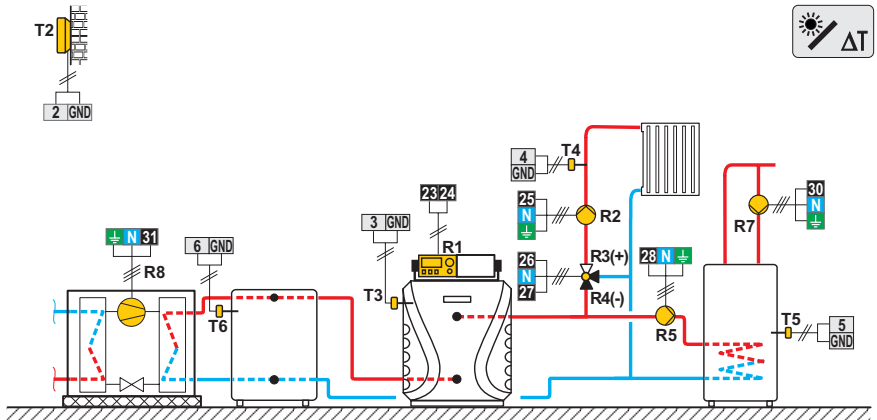 T2
2 GND
ΔT
4
GND
T4
25
N
R2
23 24
3 GND
R1
N 31
6 GND
R8
T6
T3
26
N
27
R3(+)
R4(-)
28 N
R5
R7
30
N
T5
5
GND